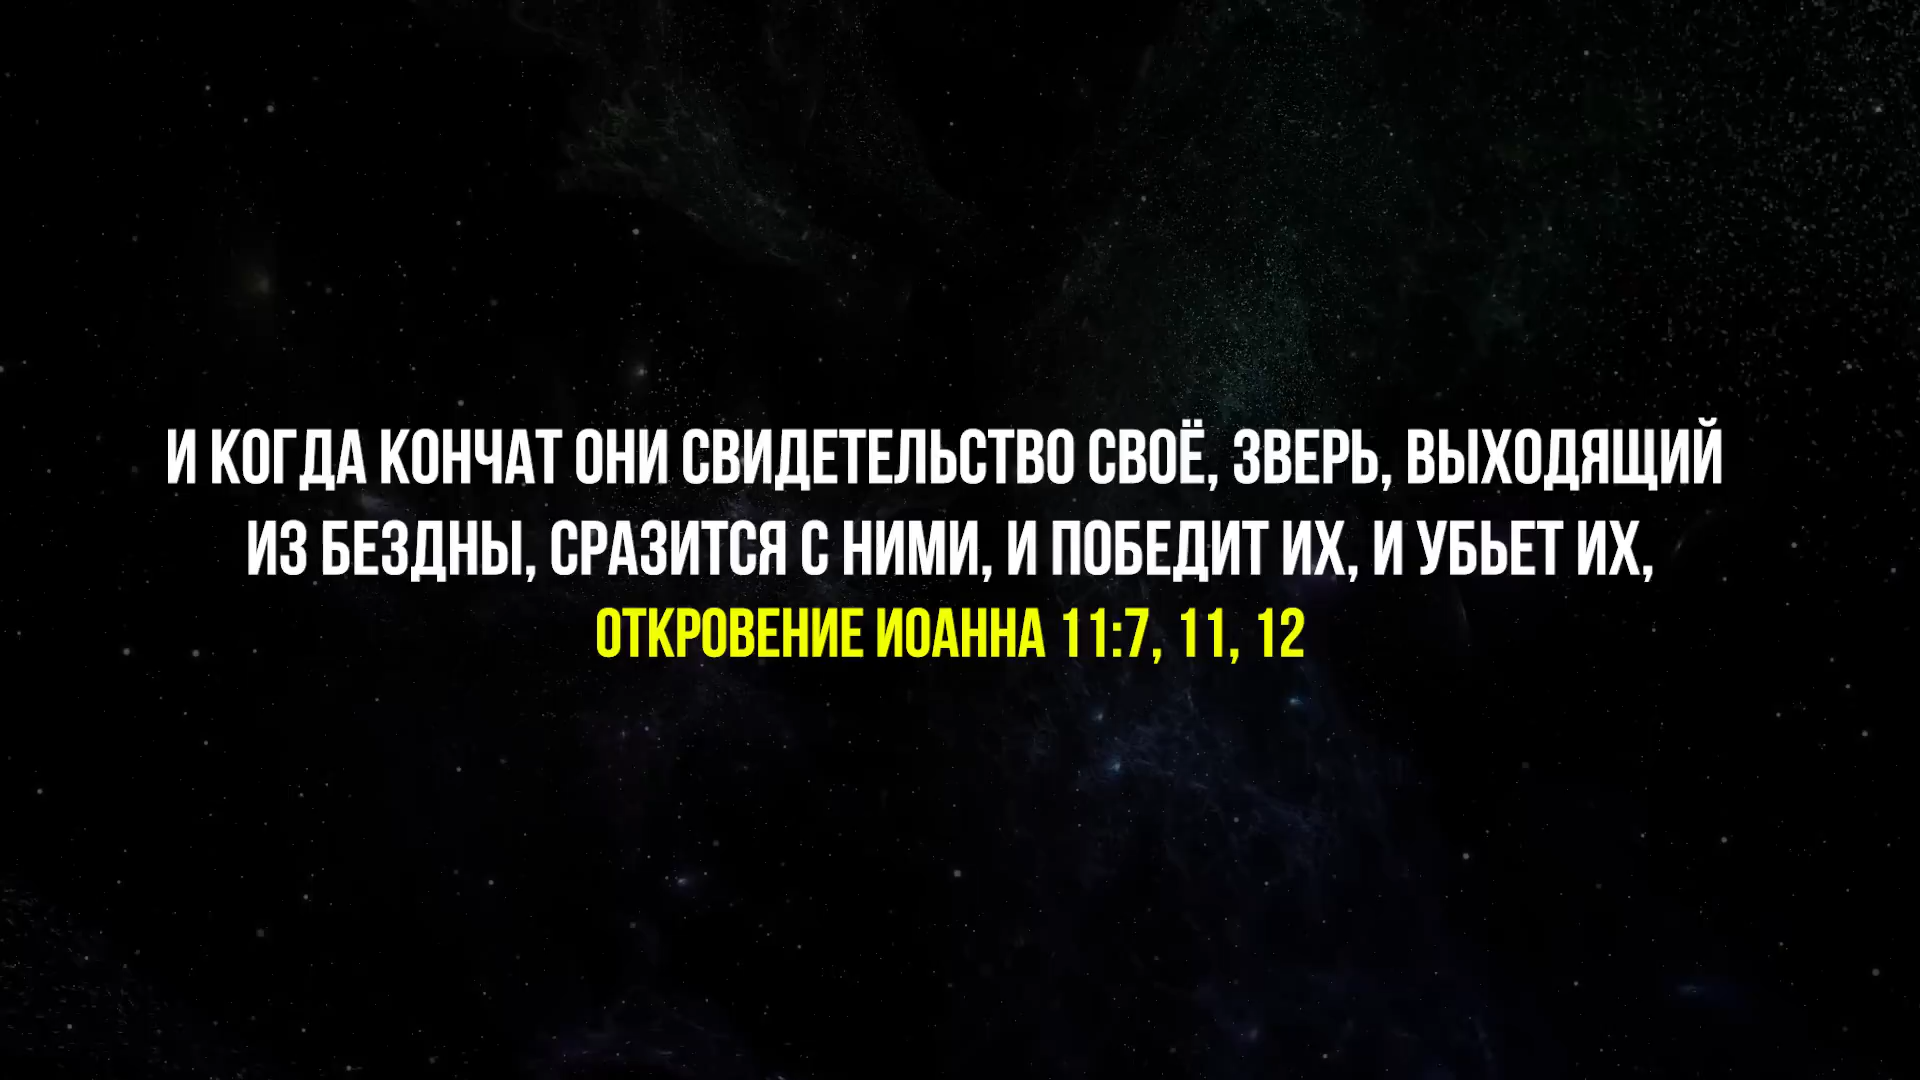 И КОГДА КОНЧАТ ОНИ СВИДЕТЕЛЬСТВО СВОЁ, ЗВЕРЬ, ВЫХОДЯЩИЙ
ИЗ БЕЗДНЫ, СРАЗИТСЯ С НИМИ, И ПОБЕДИТ ИХ, И УБЬЕТ ИХ,
ОТКРОВЕНИЕ ИОАННА 11:7, 11, 12